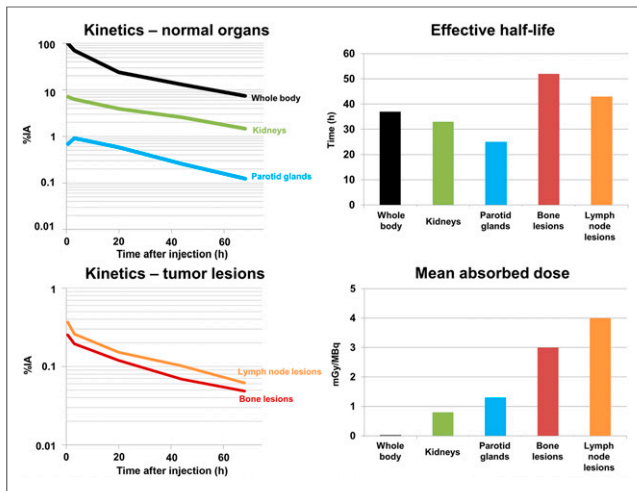 Kinetics – normal organs
%IA
100
10
1
0.1
0.01
Whole body
Kidneys
Parotid glands
0
20
40
60
Time after injection (h)
Effective half-life
Time (h)
60
50
40
30
20
10
0
Whole
body
Kidneys
Parotid
glands
Bone
lesions
Lymph
node
lesions
Kinetics – tumor lesions
%IA
1
0.1
0.01
Lymph node lesions
Bone lesions
0
20
40
60
Time after injection (h)
Mean absorbed dose
mGy/MBq
5
4
3
2
1
0
Whole
body
Kidneys
Parotid
glands
Bone
lesions
Lymph
node
lesions